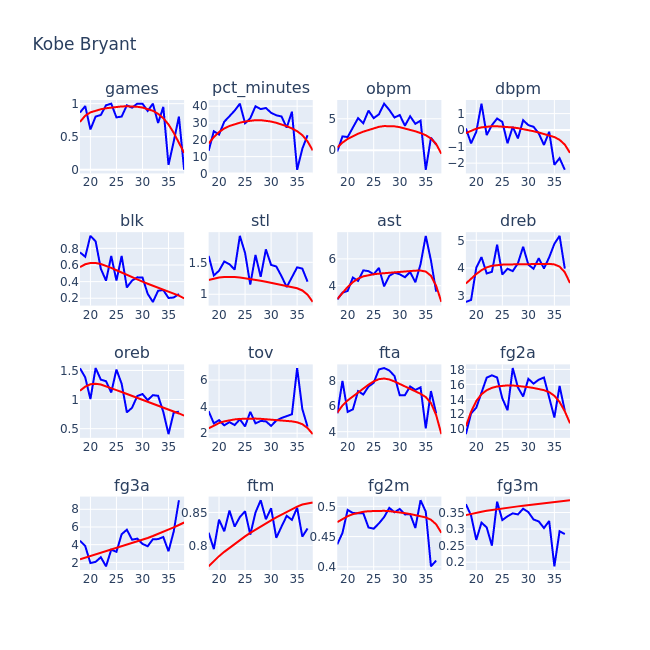 Kobe Bryant
games pct_minutes obpm dbpm
1 0.5 0
40 30 20 10 0
5 0
1 0 −1 −2
20 25 30 35 20 25 30 35 20 25 30 35 20 25 30 35
blk stl ast dreb
0.8 0.6 0.4 0.2
1.5 1
6 4
5 4 3
20 25 30 35 20 25 30 35 20 25 30 35 20 25 30 35
oreb tov fta fg2a
1.5 1 0.5
6 4 2
8 6 4
18 16 14 12 10
20 25 30 35 20 25 30 35 20 25 30 35 20 25 30 35
fg3a ftm fg2m fg3m
8 6 4 2
0.85 0.8
0.5 0.45 0.4
0.35 0.3 0.25 0.2
20 25 30 35 20 25 30 35 20 25 30 35 20 25 30 35